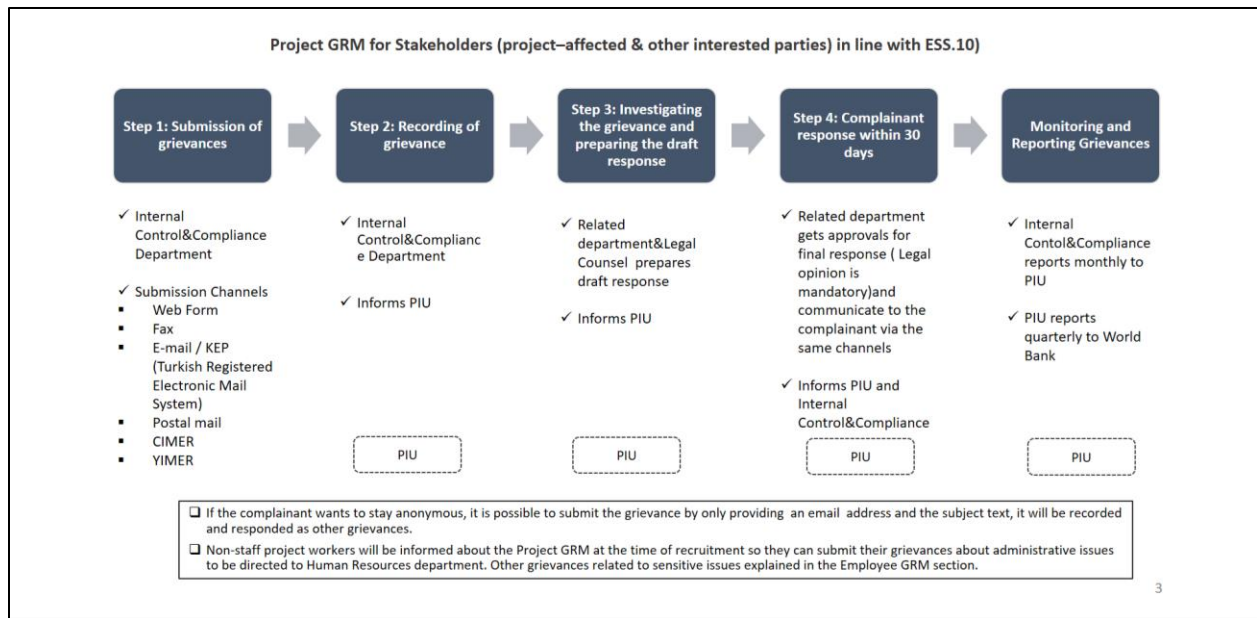 Project GRM for Stakeholders (project–affected & other interested parties) in line with ESS.10)
Step 1: Submission of
grievances
Step 2: Recording of
grievance
Step 3: Investigating
the grievance and
preparing the draft
response
Step 4: Complainant
response within 30
days
Monitoring and
Reporting Grievances
✓ Internal
Control&Compliance
Department
✓ Submission Channels
▪ Web Form
▪ Fax
▪ E-mail / KEP
(Turkish Registered
Electronic Mail
System)
▪ Postal mail
▪ CIMER
▪ YIMER
✓ Internal
Control&Complianc
e Department
✓ Informs PIU
PIU
✓ Related
department&Legal
Counsel prepares
draft response
✓ Informs PIU
PIU
✓ Related department
gets approvals for
final response ( Legal
opinion is
mandatory)and
communicate to the
complainant via the
same channels
✓ Informs PIU and
Internal
Control&Compliance
PIU
✓ Internal
Contol&Compliance
reports monthly to
PIU
✓ PIU reports
quarterly to World
Bank
PIU
❑ If the complainant wants to stay anonymous, it is possible to submit the grievance by only providing an email address and the subject text, it will be recorded
and responded as other grievances.
❑ Non-staff project workers will be informed about the Project GRM at the time of recruitment so they can submit their grievances about administrative issues
to be directed to Human Resources department. Other grievances related to sensitive issues explained in the Employee GRM section.
3